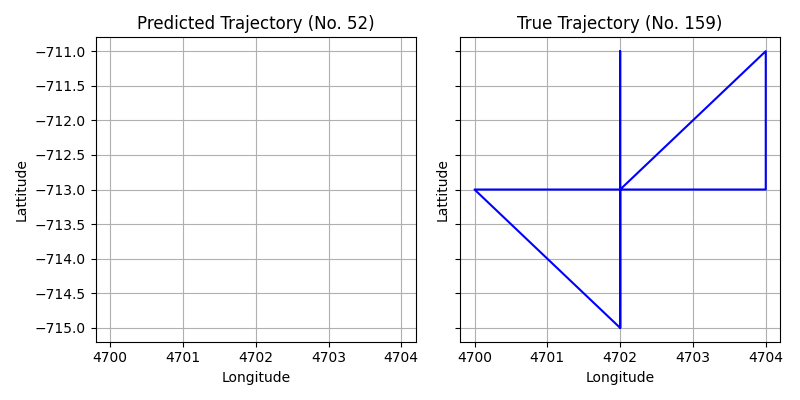 Predicted Trajectory (No. 52)
True Trajectory (No. 159)
−711.0
−711.5
−712.0
−712.5
−713.0
−713.5
−714.0
−714.5
−715.0
Lattitude
Lattitude
4700 4701 4702 4703 4704
4700 4701 4702 4703 4704
Longitude
Longitude